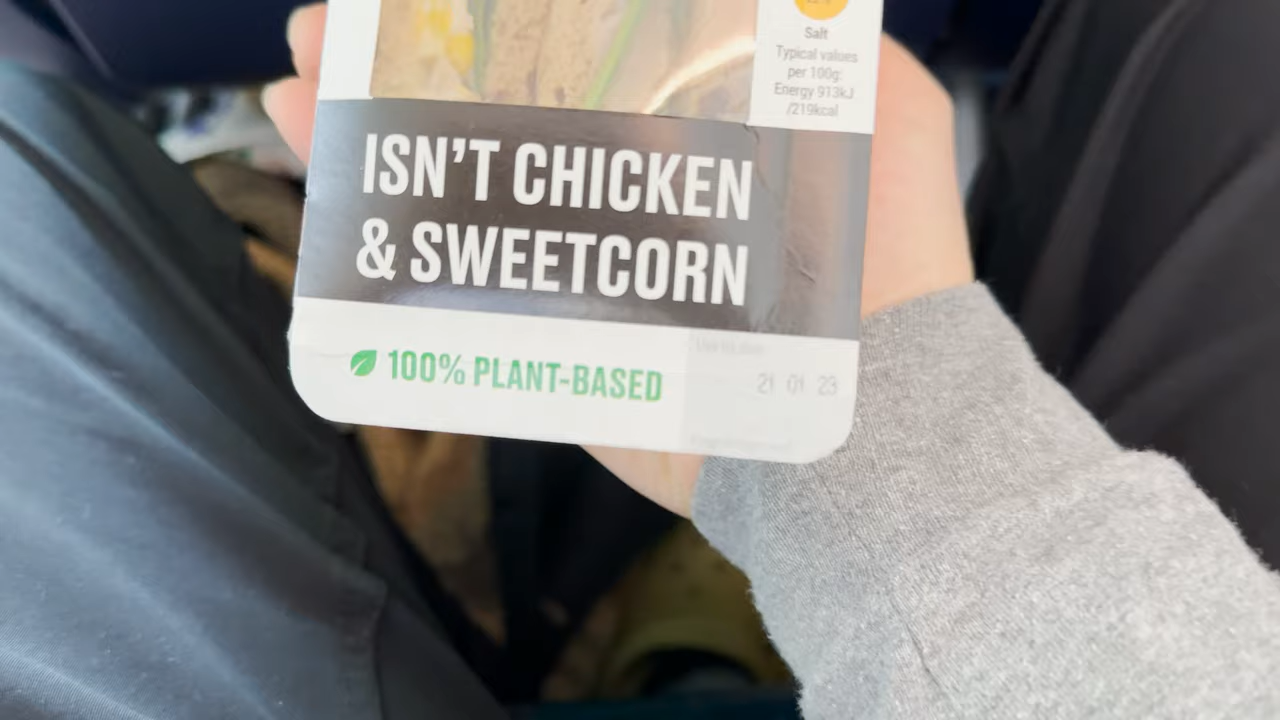 Salt
Typical values
per 100g:
Energy 913kJ
/219kcal
ISN'T CHICKEN
& SWEETCORN
100% PLANT-BASED
21 01 23